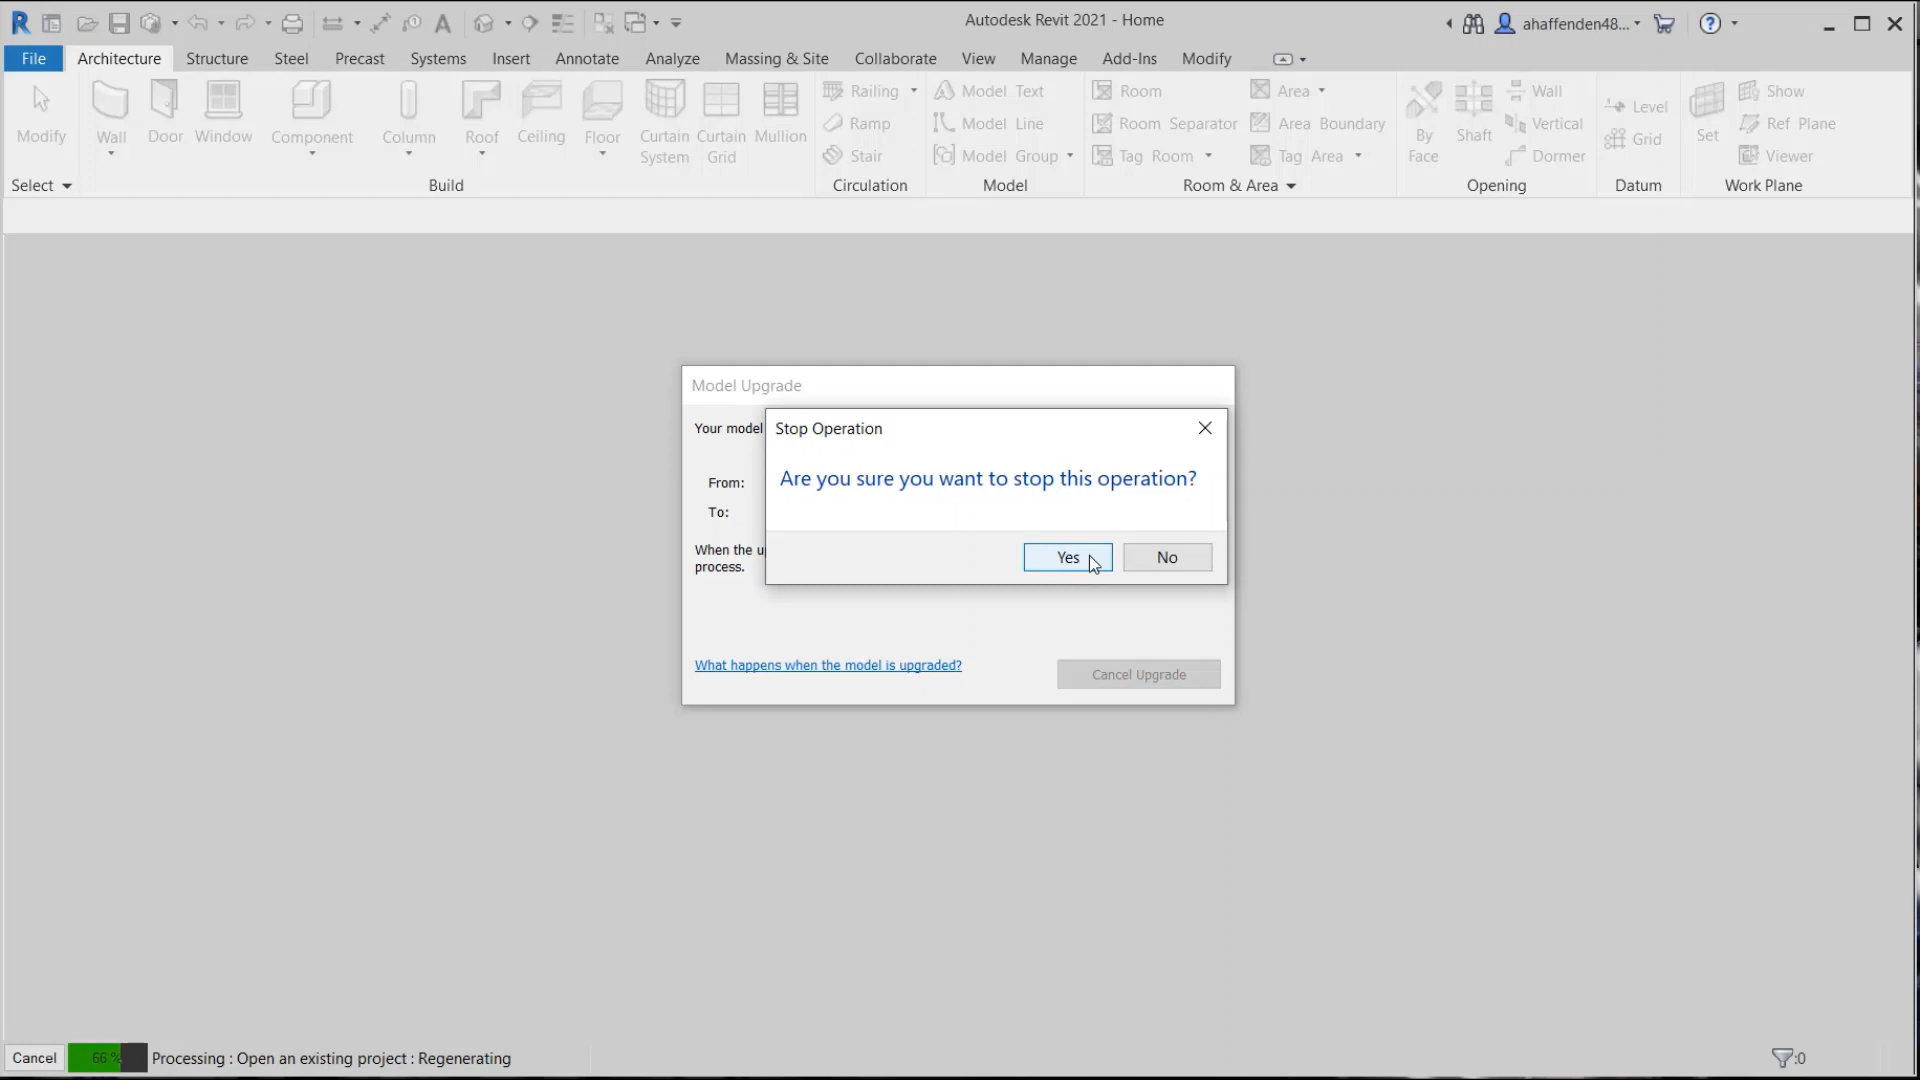 Autodesk Revit 2021 - Home
ahaffenden48...
File Architecture Structure Steel Precast Systems Insert Annotate Analyze Massing & Site Collaborate View Manage Add-Ins Modify
Modify
Wall
Door
Window
Component
Column
Roof
Ceiling
Floor
Curtain System
Curtain Grid
Mullion
Railing
Ramp
Stair
Model Text
Model Line
Model Group
Room
Room Separator
Tag Room
Area
Area Boundary
Tag Area
By Face
Shaft
Wall
Vertical
Dormer
Level
Grid
Set
Show
Ref Plane
Viewer
Select Build Circulation Model Room & Area Opening Datum Work Plane
Model Upgrade
Your model
Stop Operation
Are you sure you want to stop this operation?
From:
To:
When the u
process.
Yes No
What happens when the model is upgraded?
Cancel Upgrade
Cancel 66 % Processing : Open an existing project : Regenerating :0